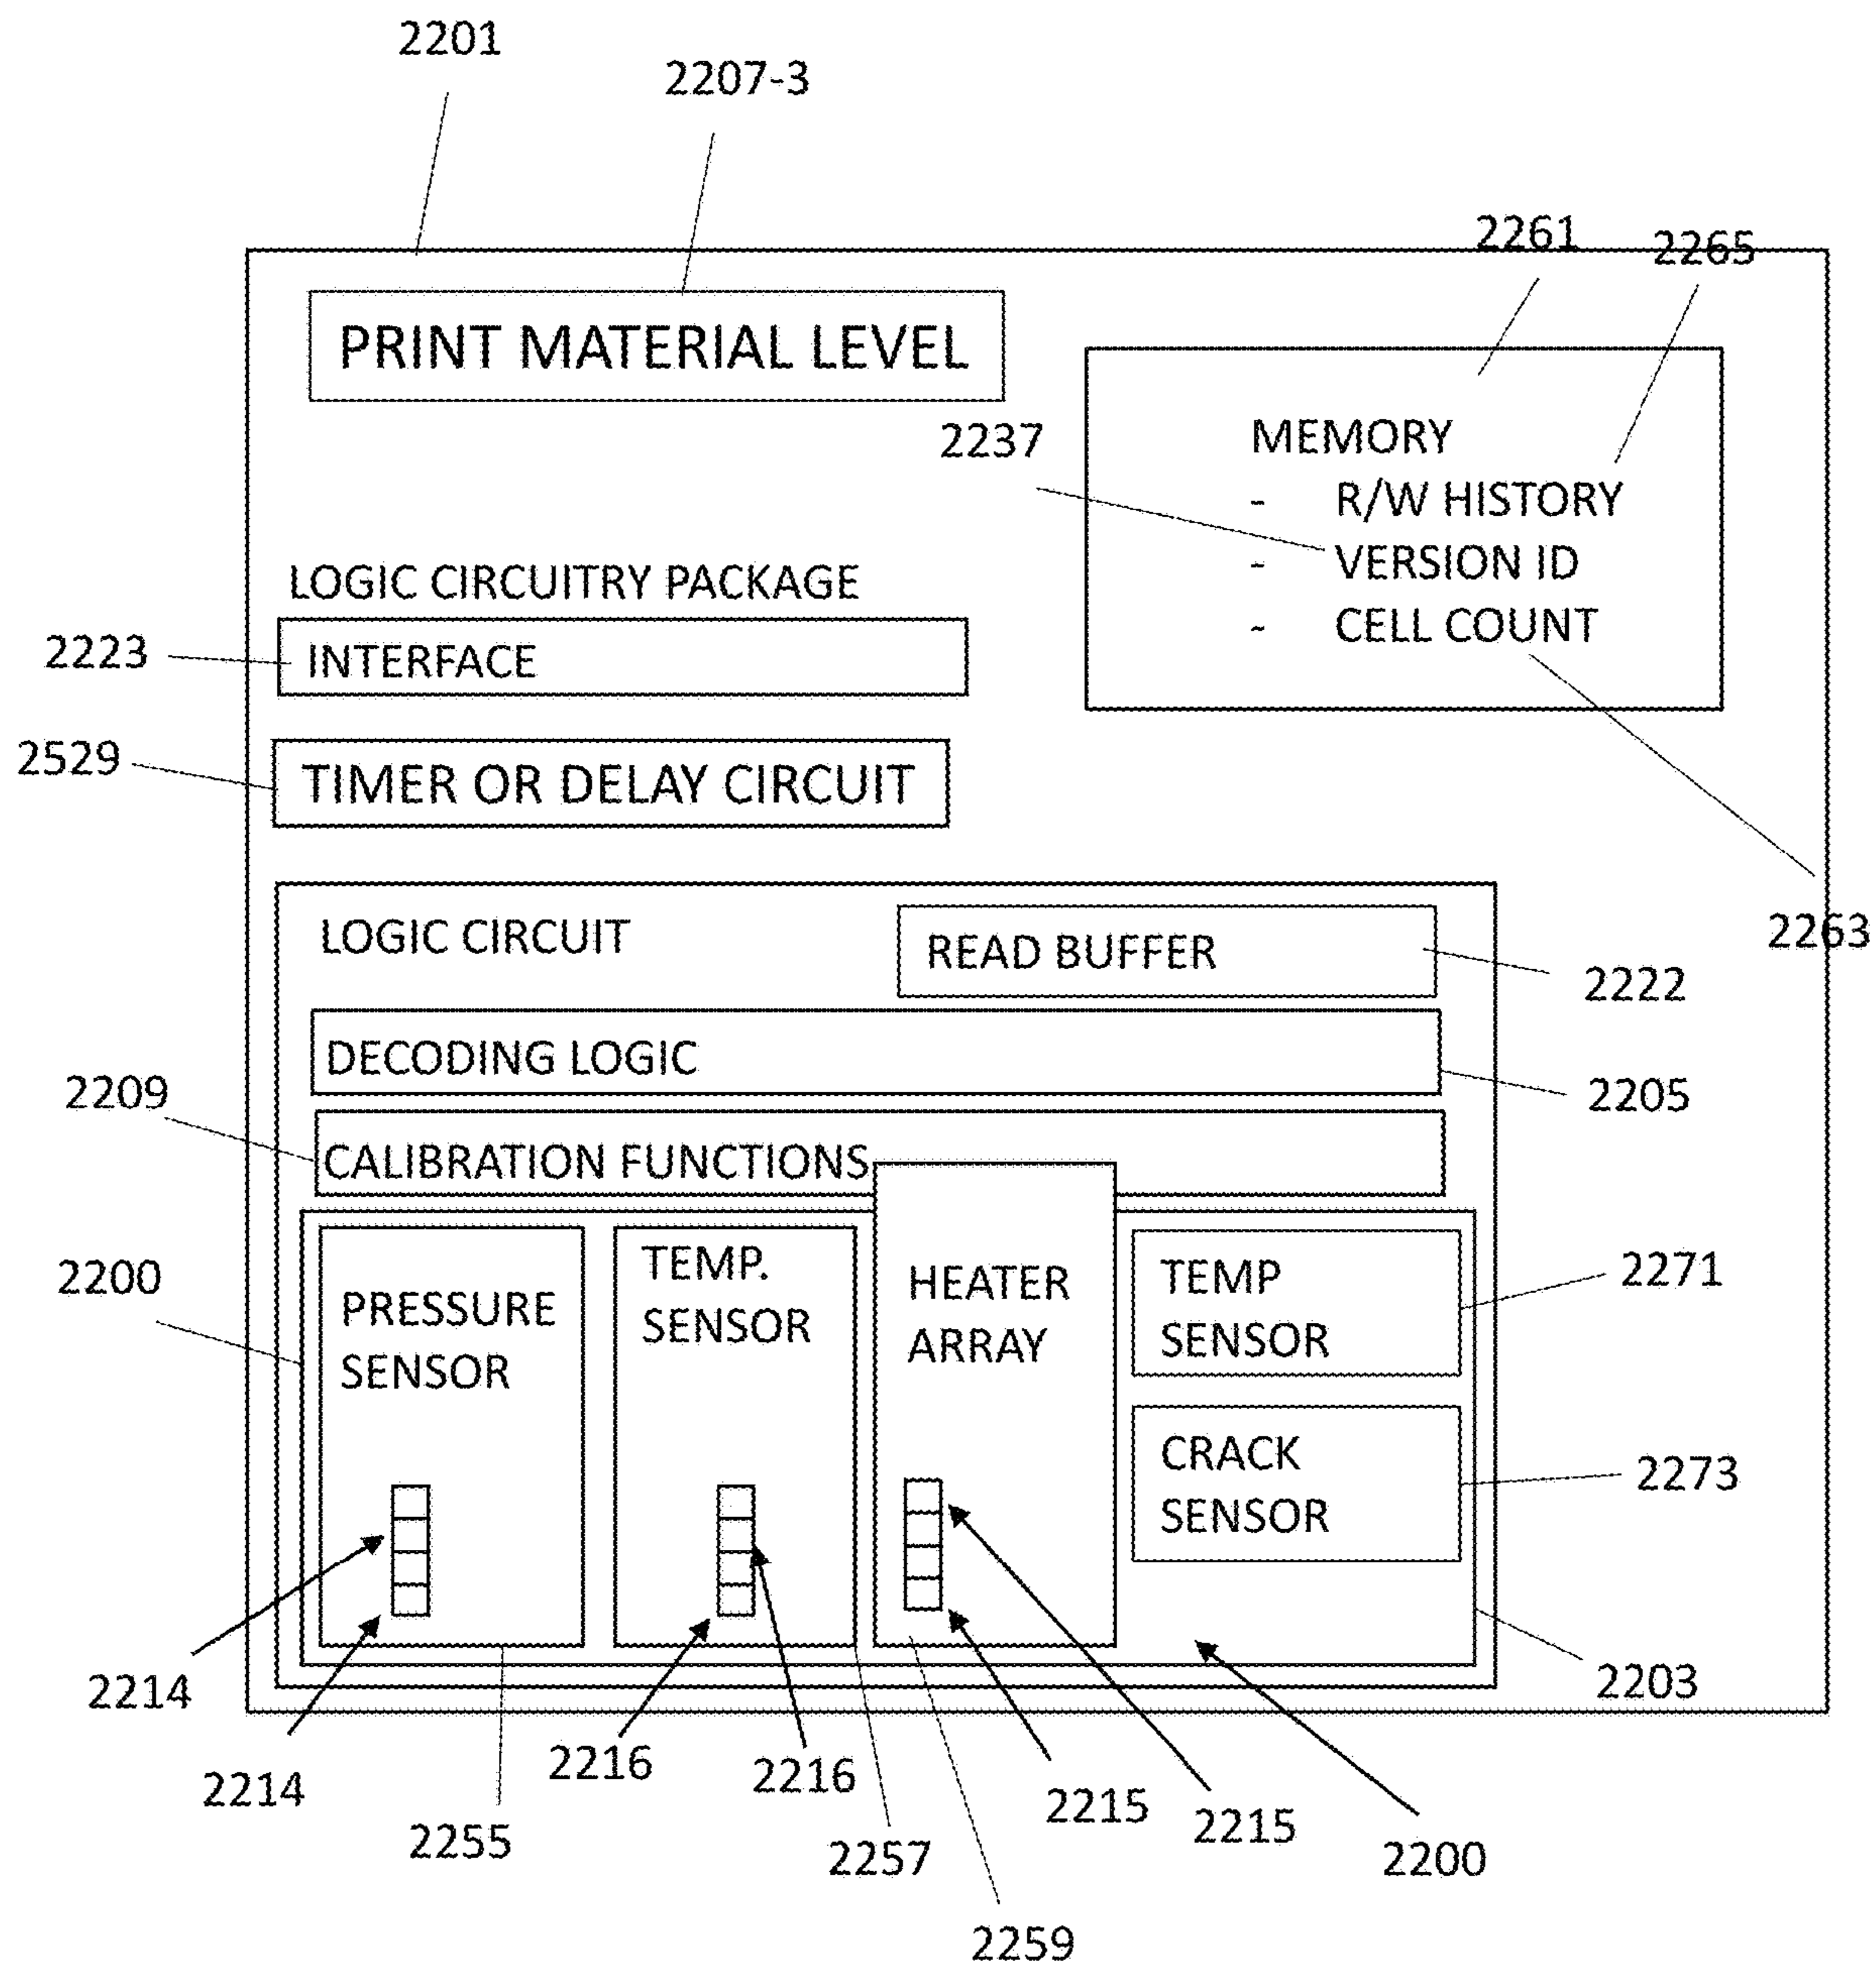 2201
2207-3
2261
2265
PRINT MATERIAL LEVEL
2237
MEMORY
- R/W HISTORY
- VERSION ID
- CELL COUNT
LOGIC CIRCUITRY PACKAGE
2223
INTERFACE
2529
TIMER OR DELAY CIRCUIT
LOGIC CIRCUIT
READ BUFFER
2263
2222
DECODING LOGIC
2209
2205
CALIBRATION FUNCTIONS
2200
PRESSURE
SENSOR
TEMP.
SENSOR
HEATER
ARRAY
TEMP
SENSOR
2271
CRACK
SENSOR
2273
2214
2203
2214
2216
2216
2215
2215
2255
2257
2200
2259